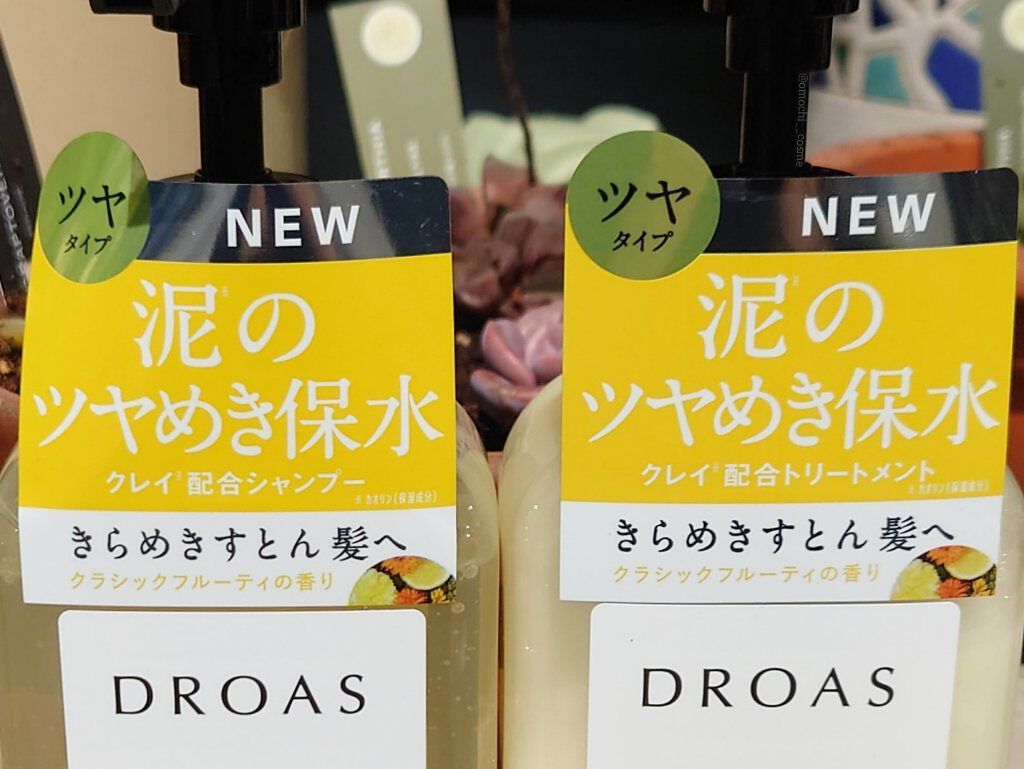 ツヤ
タイプ
NEW
泥※の
ツヤめき保水
クレイ※配合シャンプー
※カオリン(保湿成分)
きらめきすとん髪へ
クラシックフルーティの香り
DROAS
ツヤ
タイプ
NEW
泥※の
ツヤめき保水
クレイ※配合トリートメント
※カオリン(保湿成分)
きらめきすとん髪へ
クラシックフルーティの香り
DROAS
@omochi__cosme